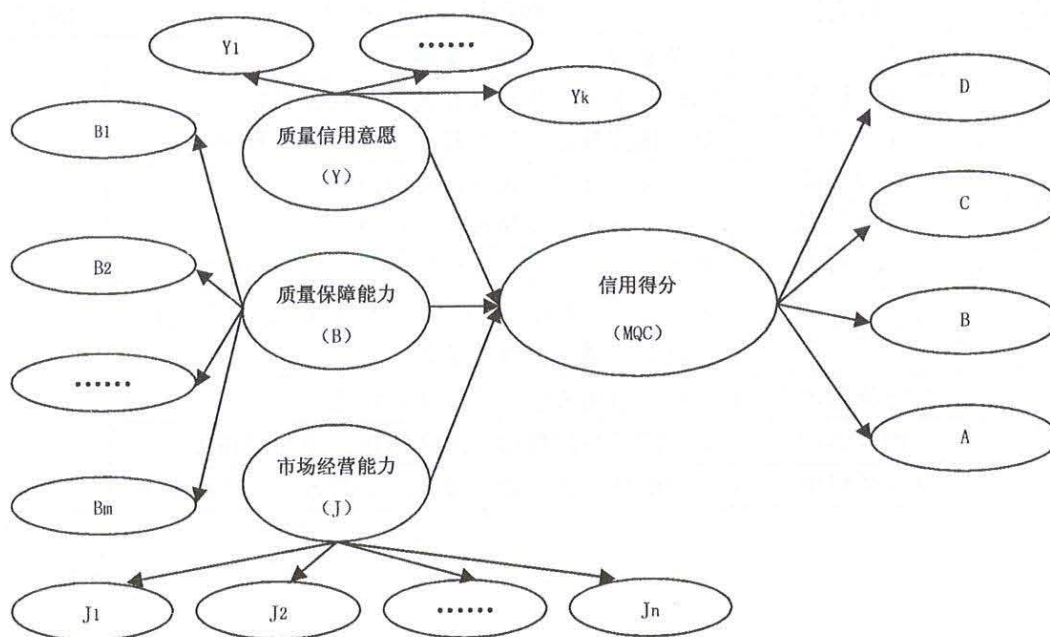 Y1
······
Yk
D
B1
质量信用意愿
（Y）
C
B2
质量保障能力
（B）
信用得分
（MQC）
B
······
市场经营能力
（J）
A
Bm
J1
J2
······
Jn